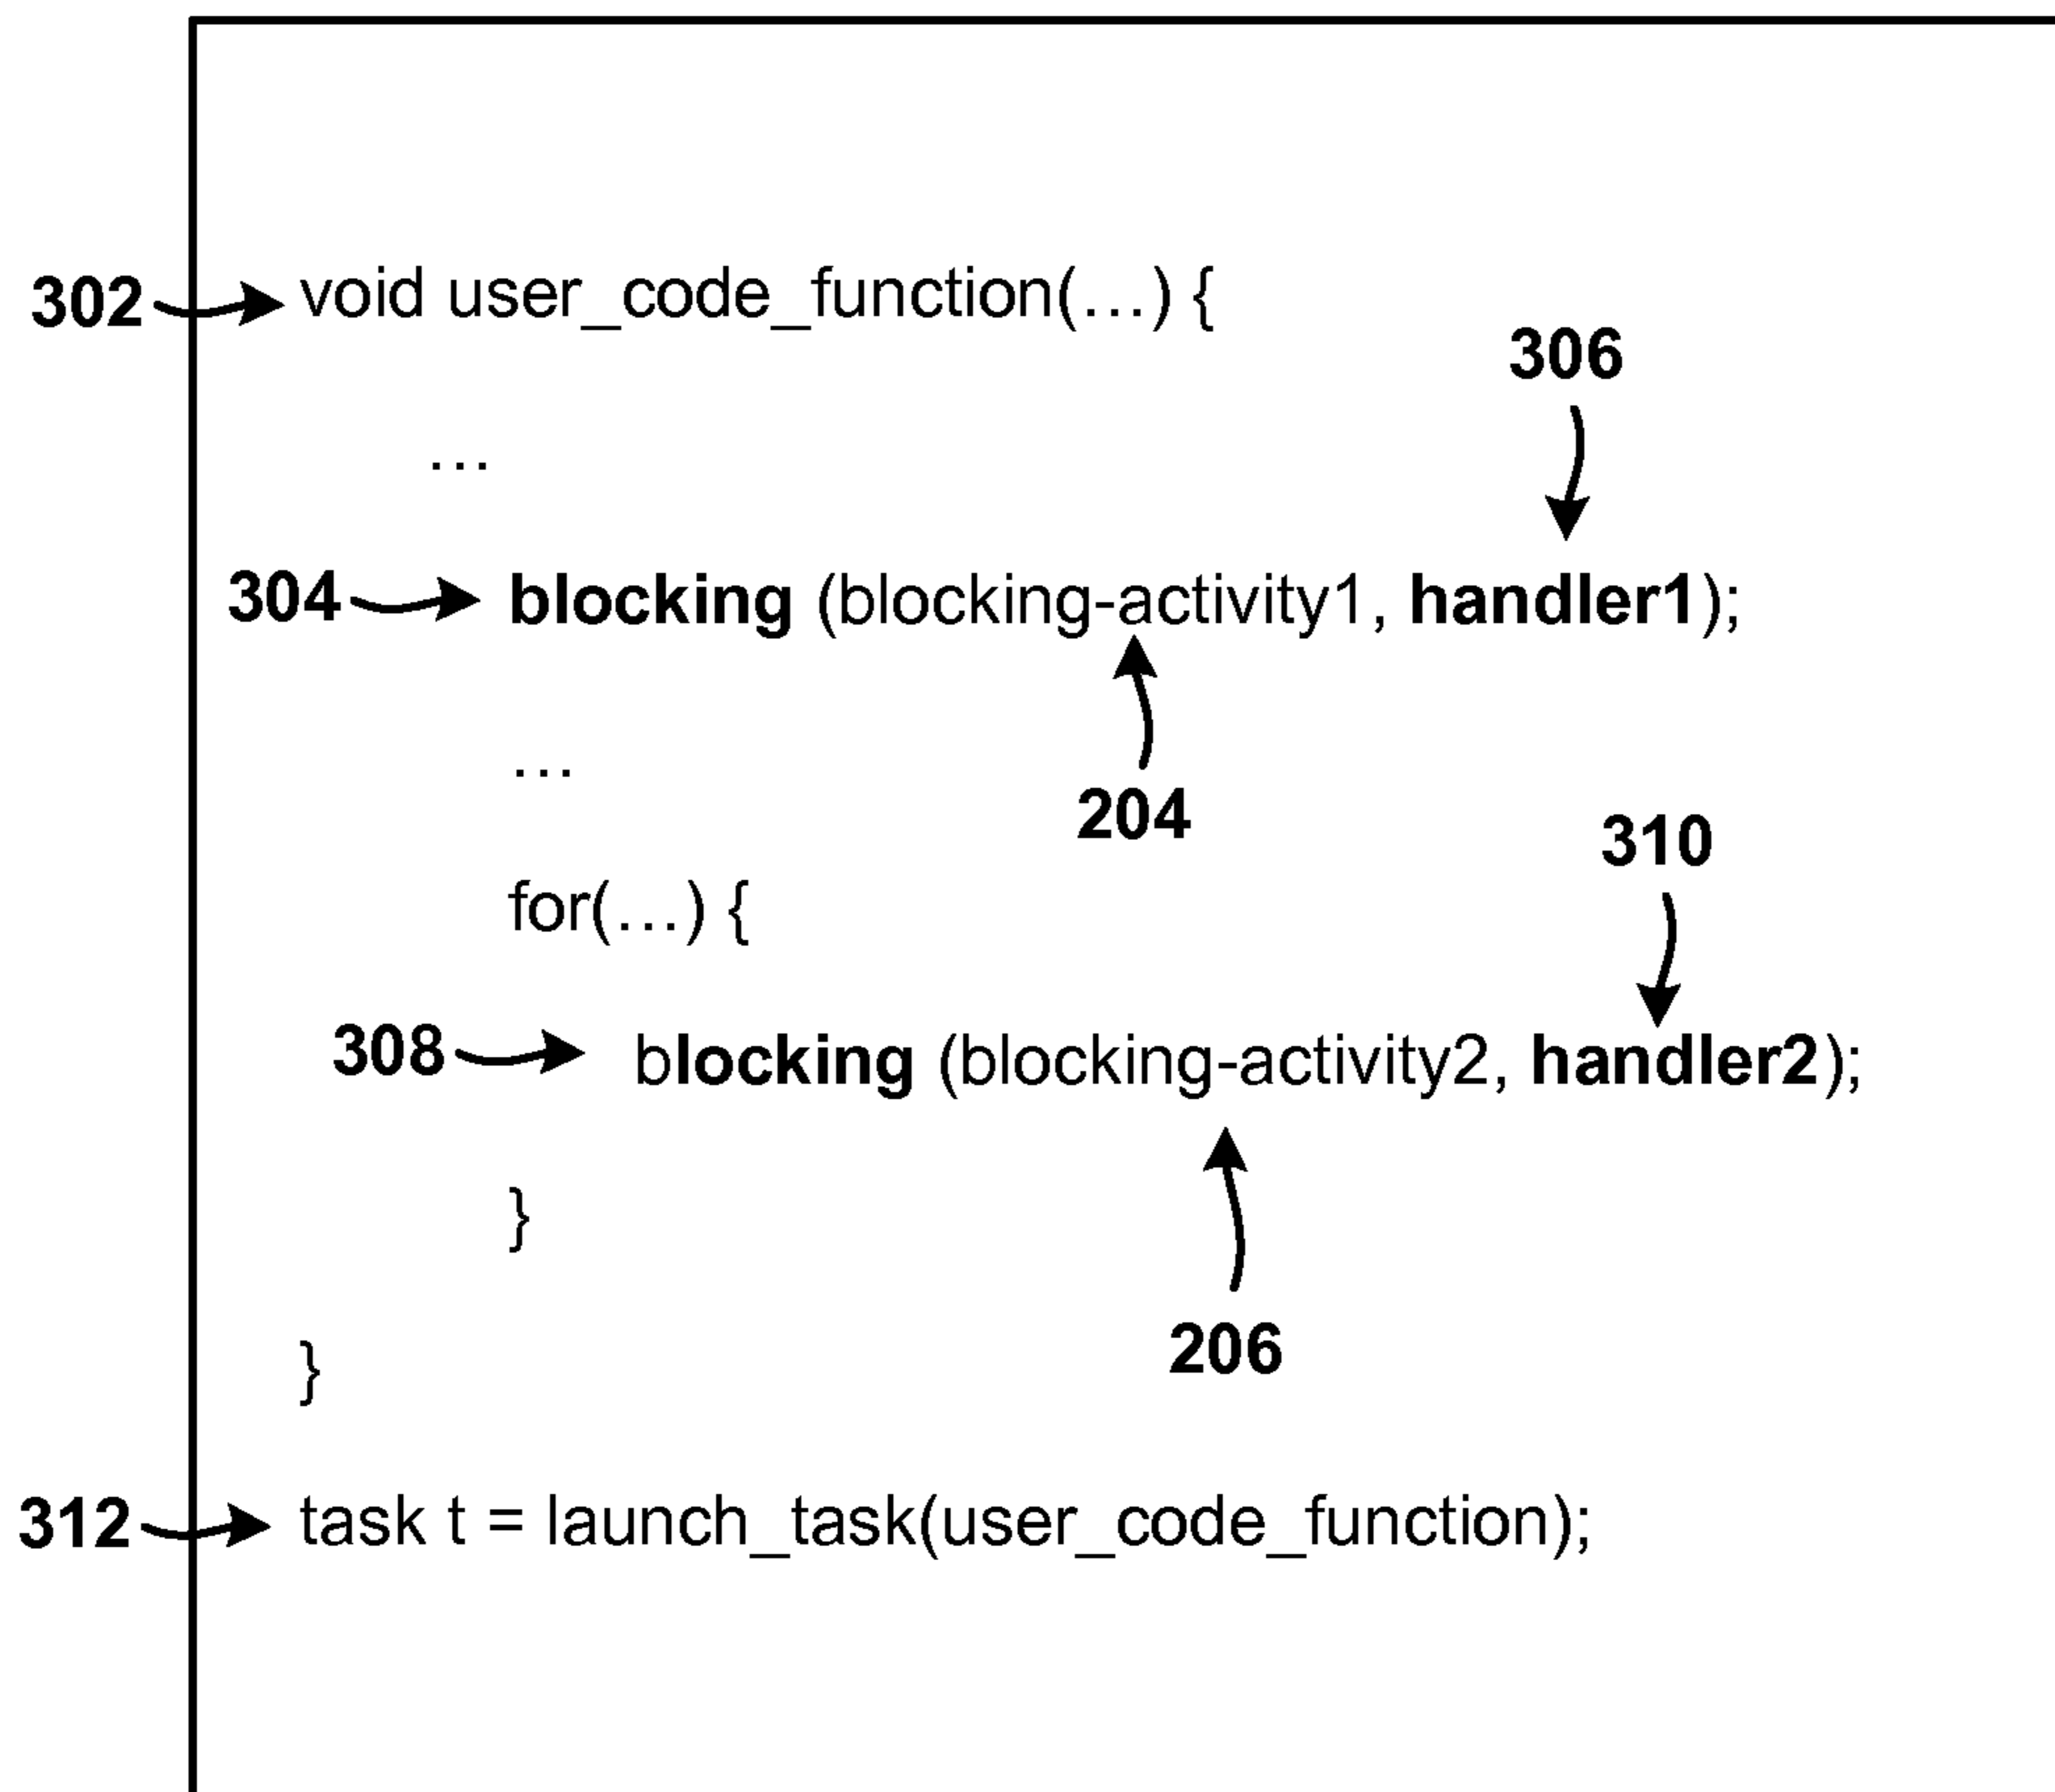 302 void user_code_function(...) {
306
...
304 blocking (blocking-activity1, handler1);
...
204
310
for(...) {
308 blocking (blocking-activity2, handler2);
}
206
}
312 task t = launch_task(user_code_function);